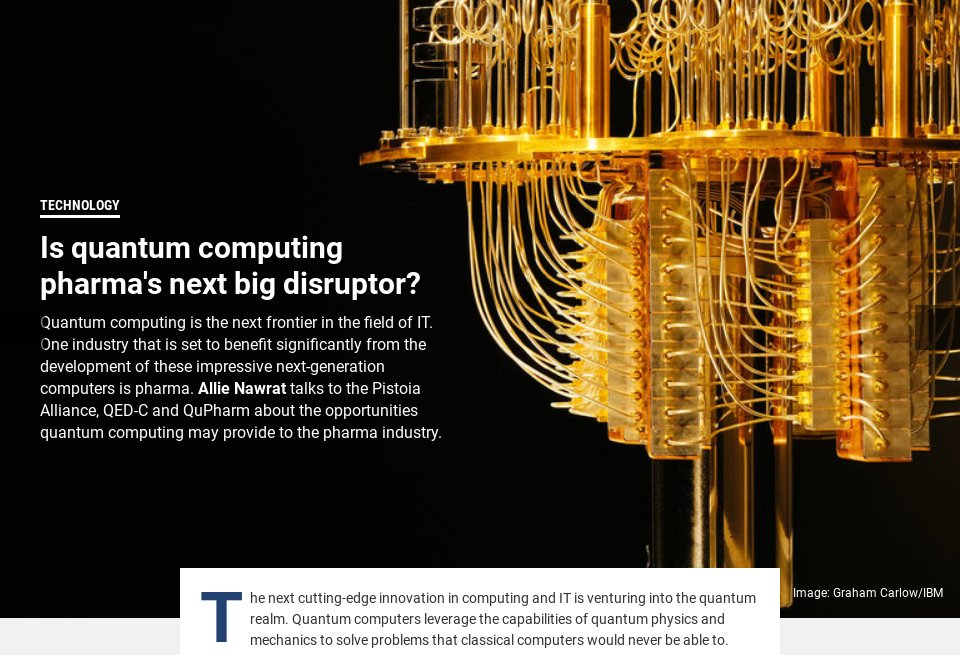 TECHNOLOGY
Is quantum computing
pharma's next big disruptor?
Quantum computing is the next frontier in the field of IT.
One industry that is set to benefit significantly from the
development of these impressive next-generation
computers is pharma. Allie Nawrat talks to the Pistoia
Alliance, QED-C and QuPharm about the opportunities
quantum computing may provide to the pharma industry.
Image: Graham Carlow/IBM
The next cutting-edge innovation in computing and IT is venturing into the quantum
realm. Quantum computers leverage the capabilities of quantum physics and
mechanics to solve problems that classical computers would never be able to.